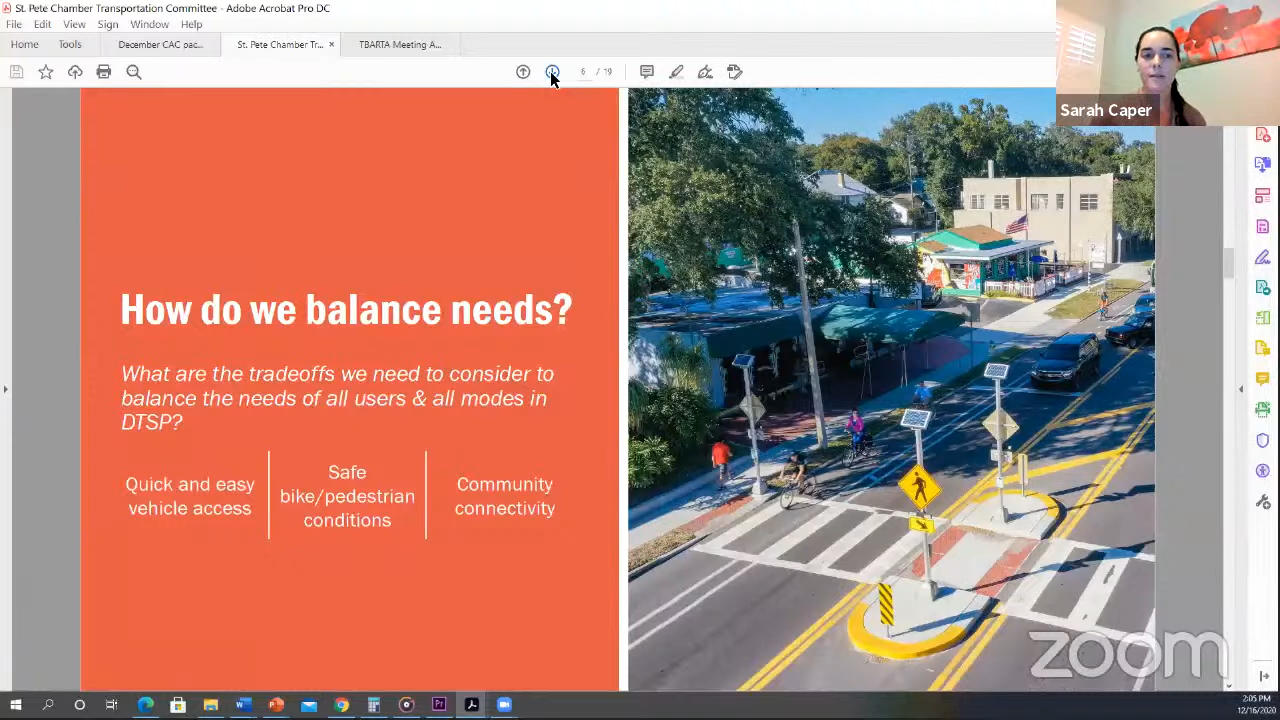 St. Pete Chamber Transportation Committee - Adobe Acrobat Pro DC
File Edit View Sign Window Help
Home Tools December CAC pac... St. Pete Chamber Tr... × TBARTA Meeting A...
6 / 19
Sarah Caper
How do we balance needs?
What are the tradeoffs we need to consider to
balance the needs of all users & all modes in
DTSP?
Quick and easy
vehicle access
Safe
bike/pedestrian
conditions
Community
connectivity
zoom
2:05 PM
12/16/2020